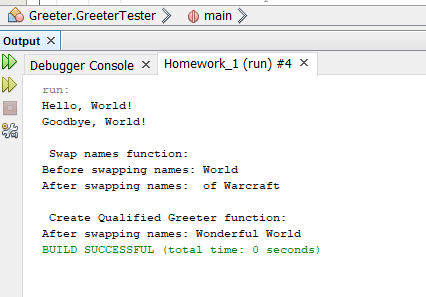 Greeter.GreeterTester main
Output
Debugger Console Homework_1 (run) #4
run:
Hello, World!
Goodbye, World!
Swap names function:
Before swapping names: World
After swapping names:  of Warcraft
Create Qualified Greeter function:
After swapping names: Wonderful World
BUILD SUCCESSFUL (total time: 0 seconds)